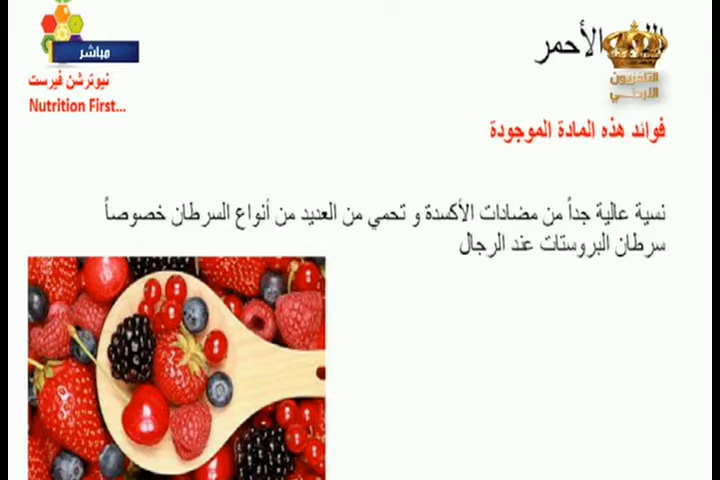 الأحمر
مباشر
نيوترشن فيرست
Nutrition First...
التلفزيون
الأردني
فوائد هذه المادة الموجودة
نسبة عالية جداً من مضادات الأكسدة و تحمي من العديد من أنواع السرطان خصوصاً
سرطان البروستات عند الرجال